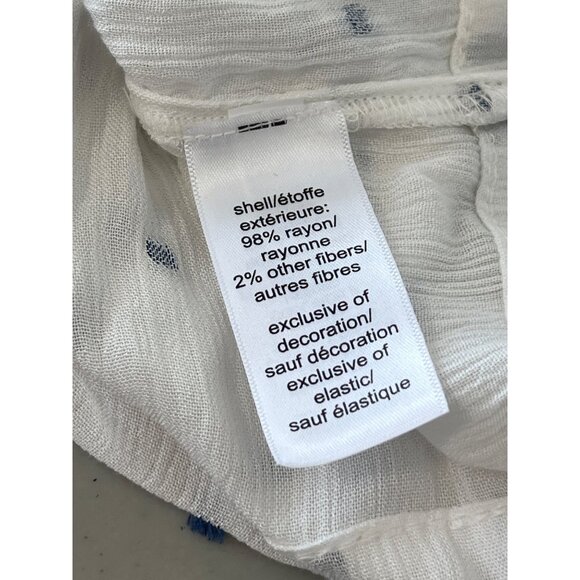 shell/étoffe
extérieure:
98% rayon/
rayonne
2% other fibers/
autres fibres
exclusive of
decoration/
sauf décoration
exclusive of
elastic/
sauf élastique